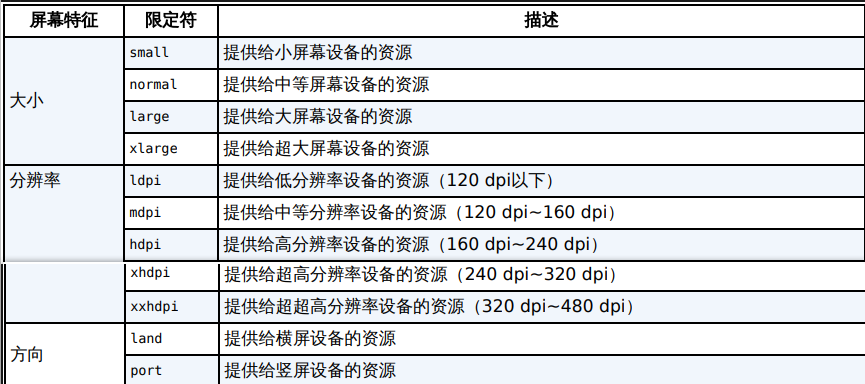 屏幕特征 限定符 描述
大小 small 提供给小屏幕设备的资源
normal 提供给中等屏幕设备的资源
large 提供给大屏幕设备的资源
xlarge 提供给超大屏幕设备的资源
分辨率 ldpi 提供给低分辨率设备的资源（120 dpi以下）
mdpi 提供给中等分辨率设备的资源（120 dpi~160 dpi）
hdpi 提供给高分辨率设备的资源（160 dpi~240 dpi）
xhdpi 提供给超高分辨率设备的资源（240 dpi~320 dpi）
xxhdpi 提供给超超高分辨率设备的资源（320 dpi~480 dpi）
方向 land 提供给横屏设备的资源
port 提供给竖屏设备的资源